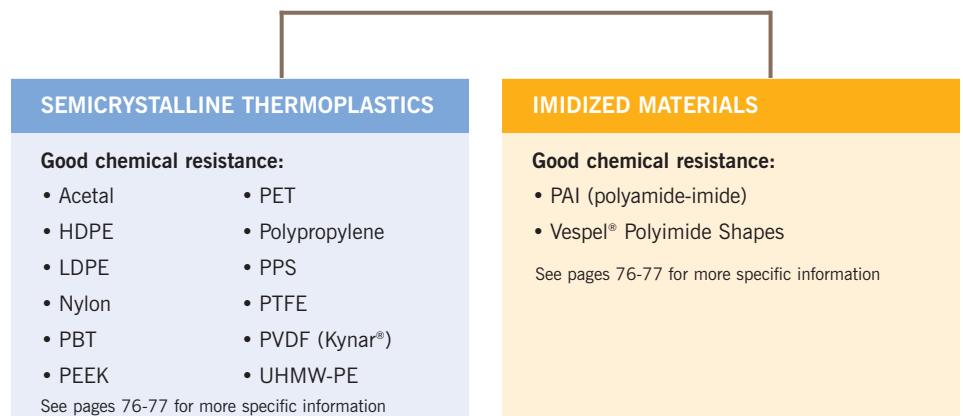 SEMICRYSTALLINE THERMOPLASTICS
Good chemical resistance:
• Acetal
• HDPE
• LDPE
• Nylon
• PBT
• PEEK
• PET
• Polypropylene
• PPS
• PTFE
• PVDF (Kynar®)
• UHMW-PE
See pages 76-77 for more specific information
IMIDIZED MATERIALS
Good chemical resistance:
• PAI (polyamide-imide)
• Vespel® Polyimide Shapes
See pages 76-77 for more specific information